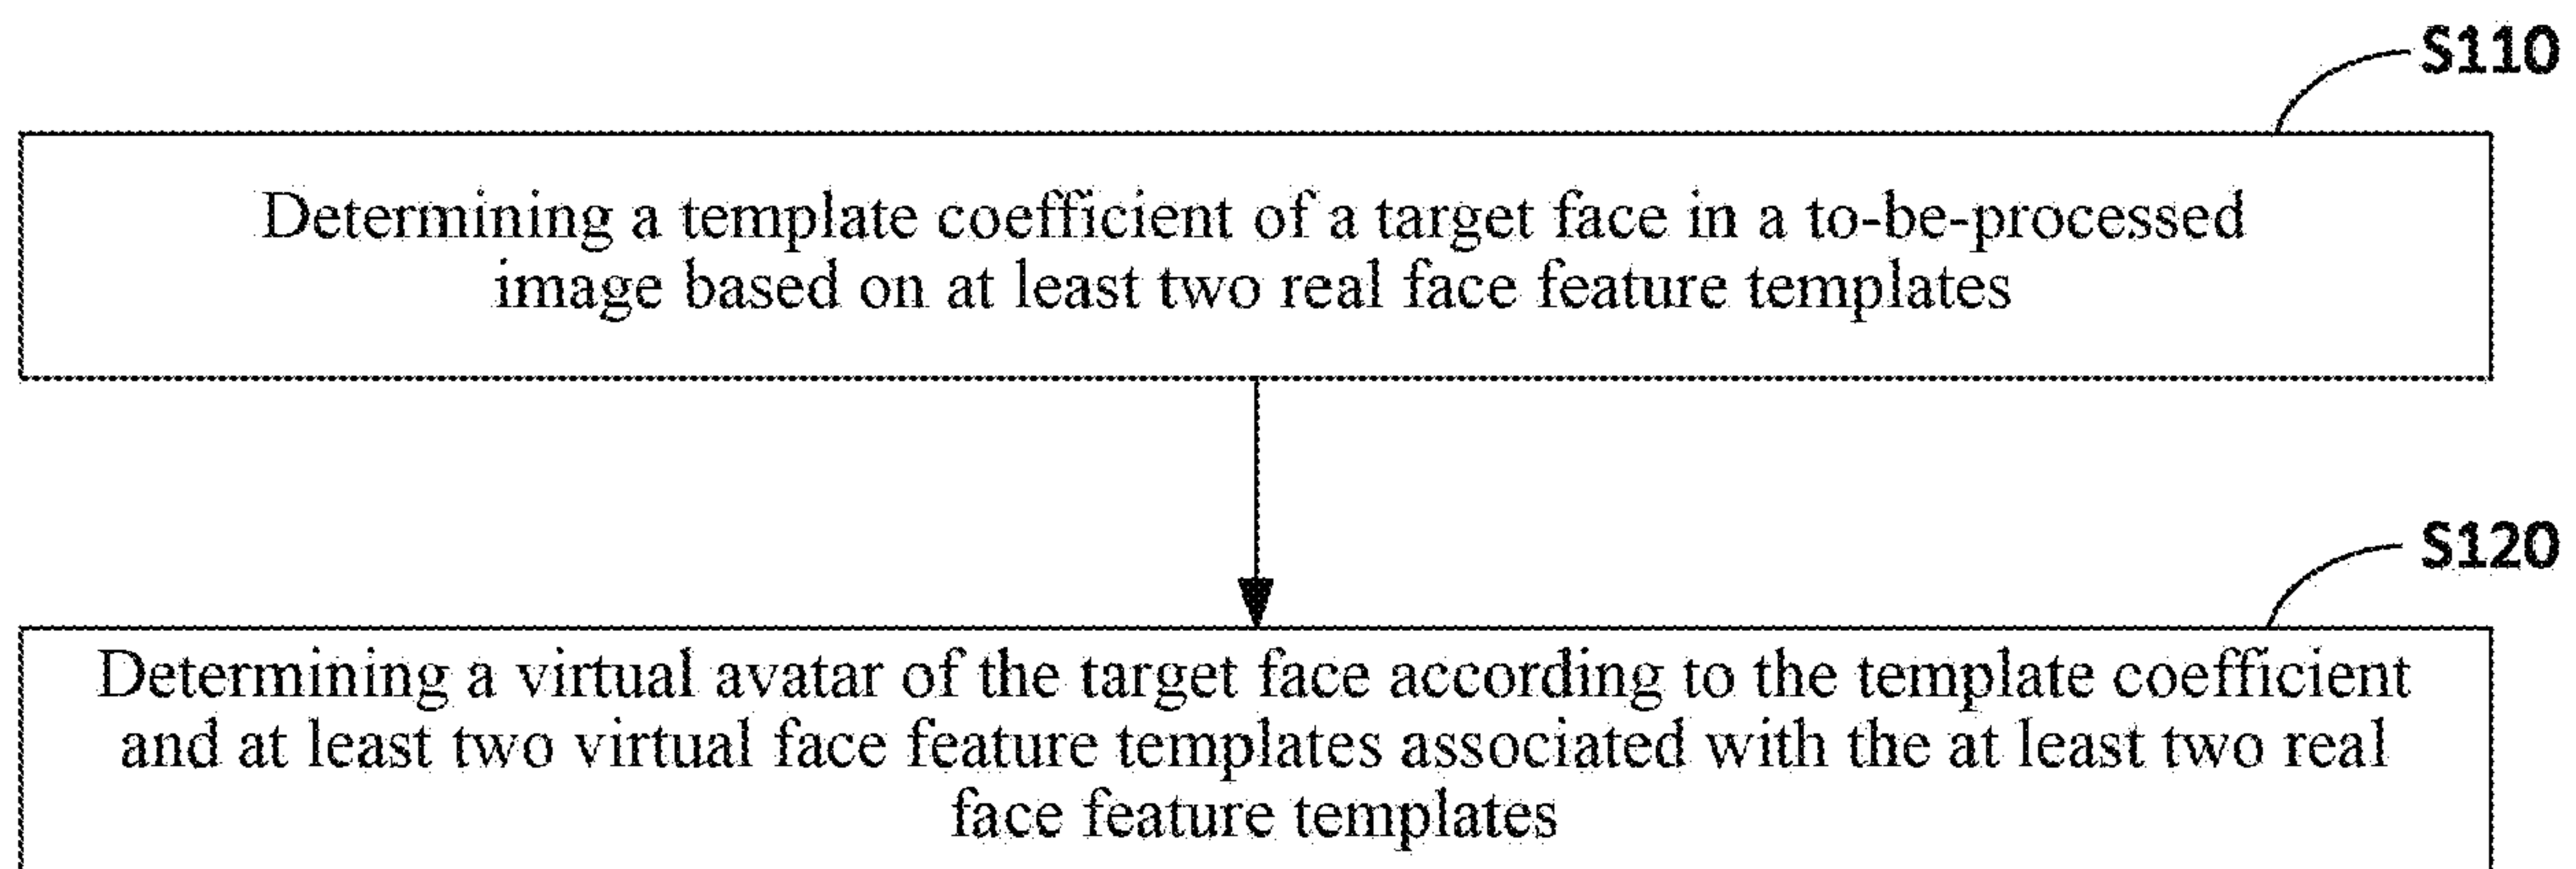 S110
Determining a template coefficient of a target face in a to-be-processed
image based on at least two real face feature templates
S120
Determining a virtual avatar of the target face according to the template coefficient
and at least two virtual face feature templates associated with the at least two real
face feature templates